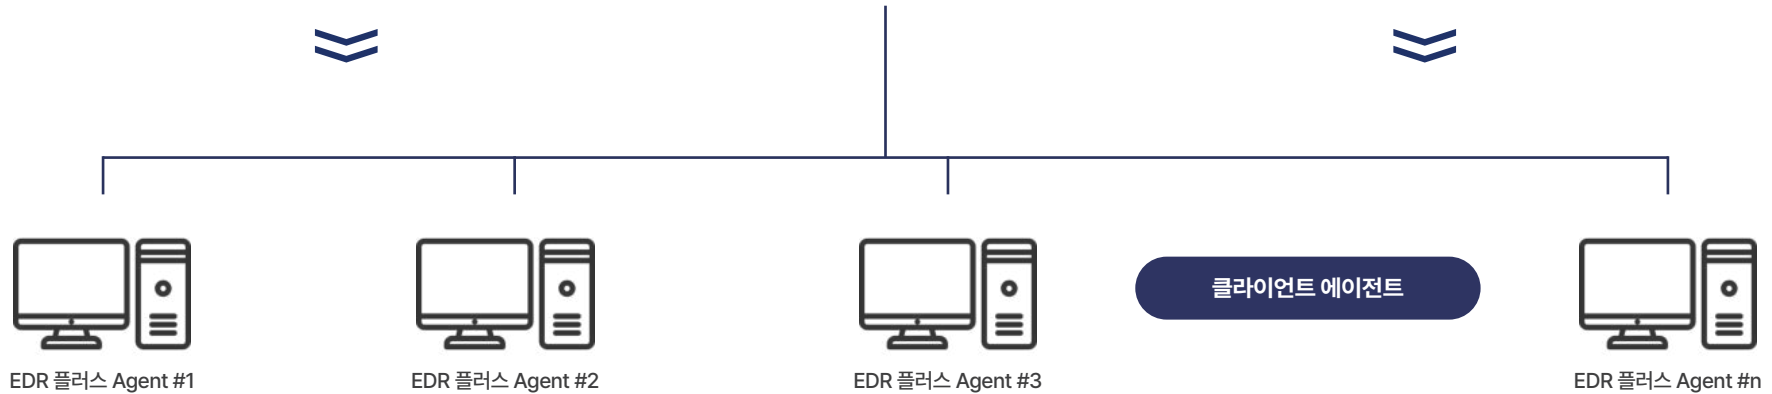 클라이언트 에이전트
EDR 플러스 Agent #1
EDR 플러스 Agent #2
EDR 플러스 Agent #3
EDR 플러스 Agent #n